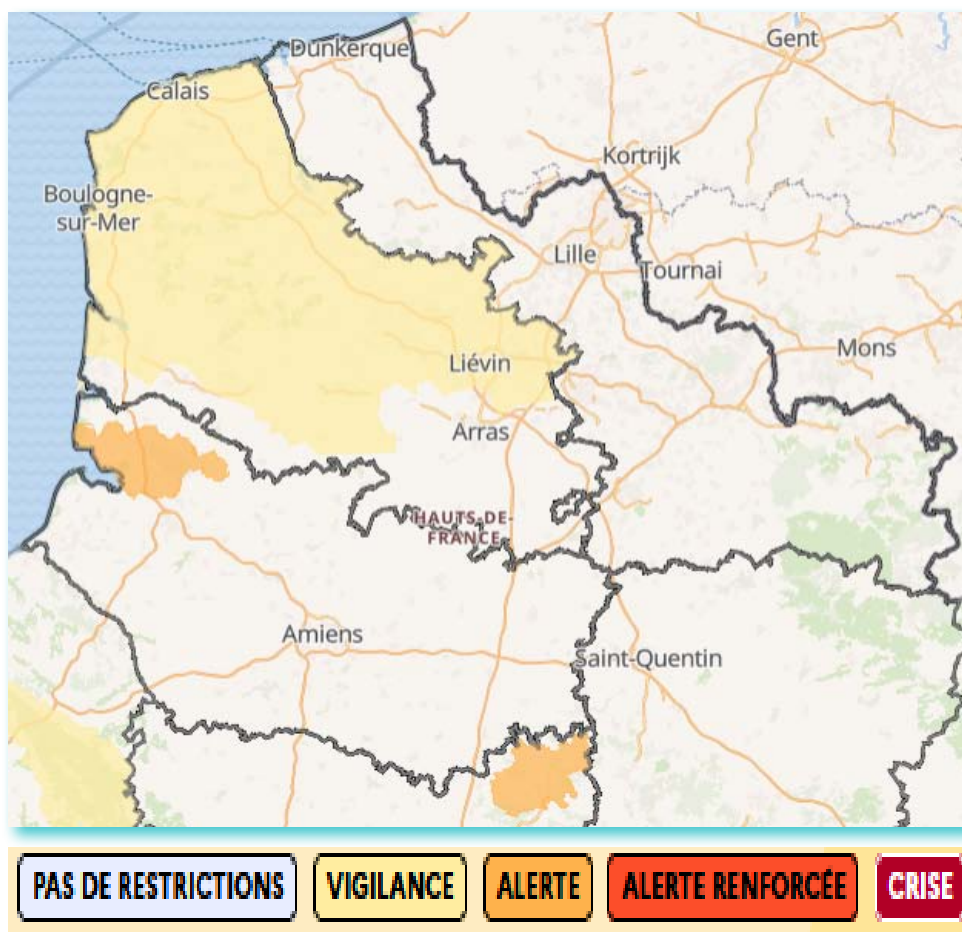 Dunkerque
Gent
Calais
Kortrijk
Boulogne-
sur-Mer
Lille
Tournai
Mons
Liévin
Arras
HAUTS-DE-
FRANCE
Amiens
Saint-Quentin
PAS DE RESTRICTIONS VIGILANCE ALERTE ALERTE RENFORCÉE CRISE